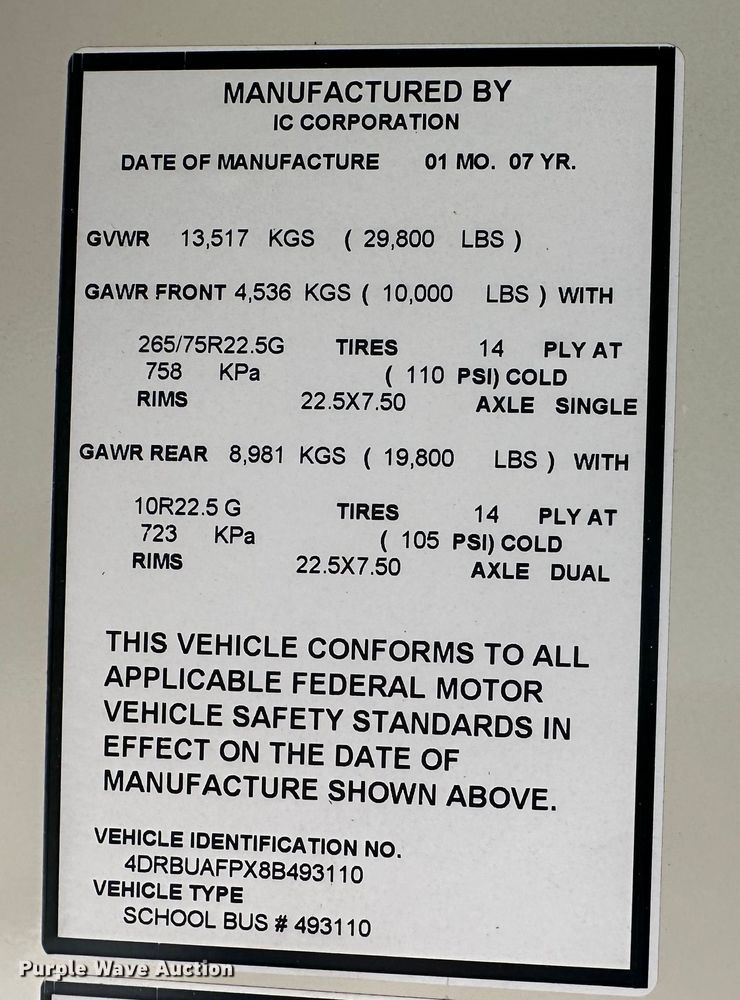 MANUFACTURED BY
IC CORPORATION
DATE OF MANUFACTURE 01 MO. 07 YR.
GVWR 13,517 KGS ( 29,800 LBS )
GAWR FRONT 4,536 KGS ( 10,000 LBS ) WITH
265/75R22.5G TIRES 14 PLY AT
758 KPa ( 110 PSI) COLD
RIMS 22.5X7.50 AXLE SINGLE
GAWR REAR 8,981 KGS ( 19,800 LBS ) WITH
10R22.5 G TIRES 14 PLY AT
723 KPa ( 105 PSI) COLD
RIMS 22.5X7.50 AXLE DUAL
THIS VEHICLE CONFORMS TO ALL
APPLICABLE FEDERAL MOTOR
VEHICLE SAFETY STANDARDS IN
EFFECT ON THE DATE OF
MANUFACTURE SHOWN ABOVE.
VEHICLE IDENTIFICATION NO.
4DRBUAFPX8B493110
VEHICLE TYPE
SCHOOL BUS # 493110
Purple Wave Auction